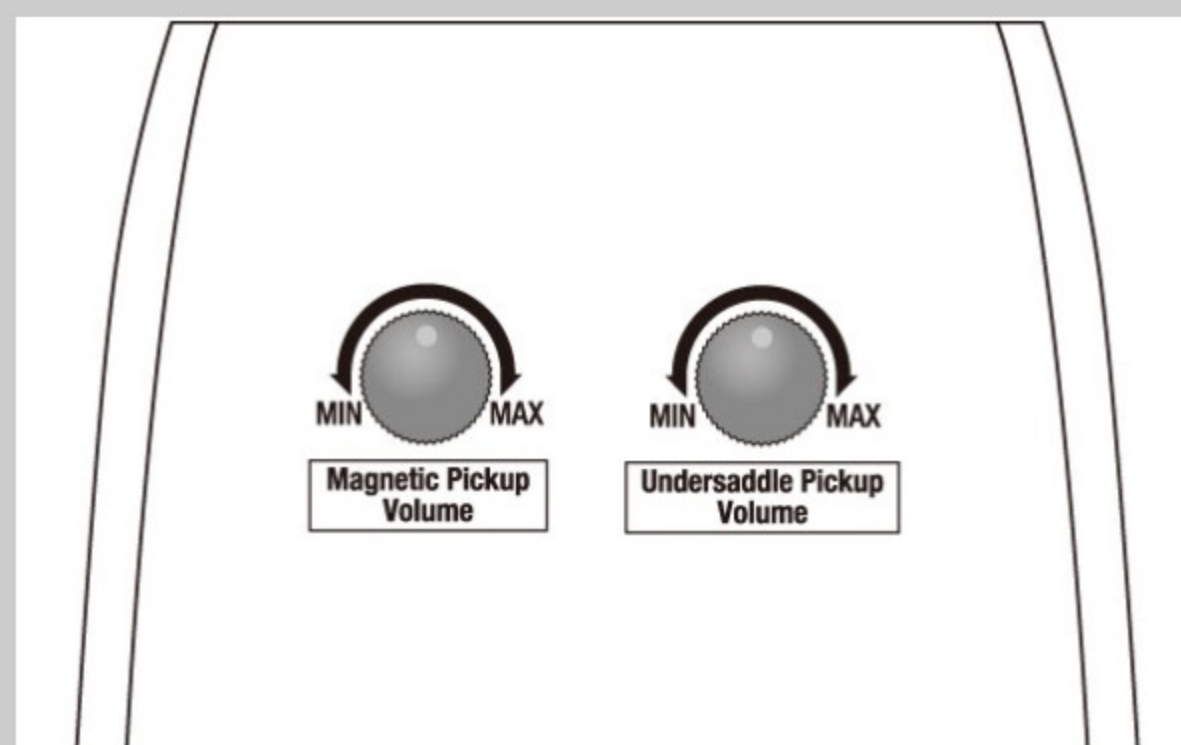 MIN
MAX
Magnetic Pickup
Volume
MIN
MAX
Undersaddle Pickup
Volume